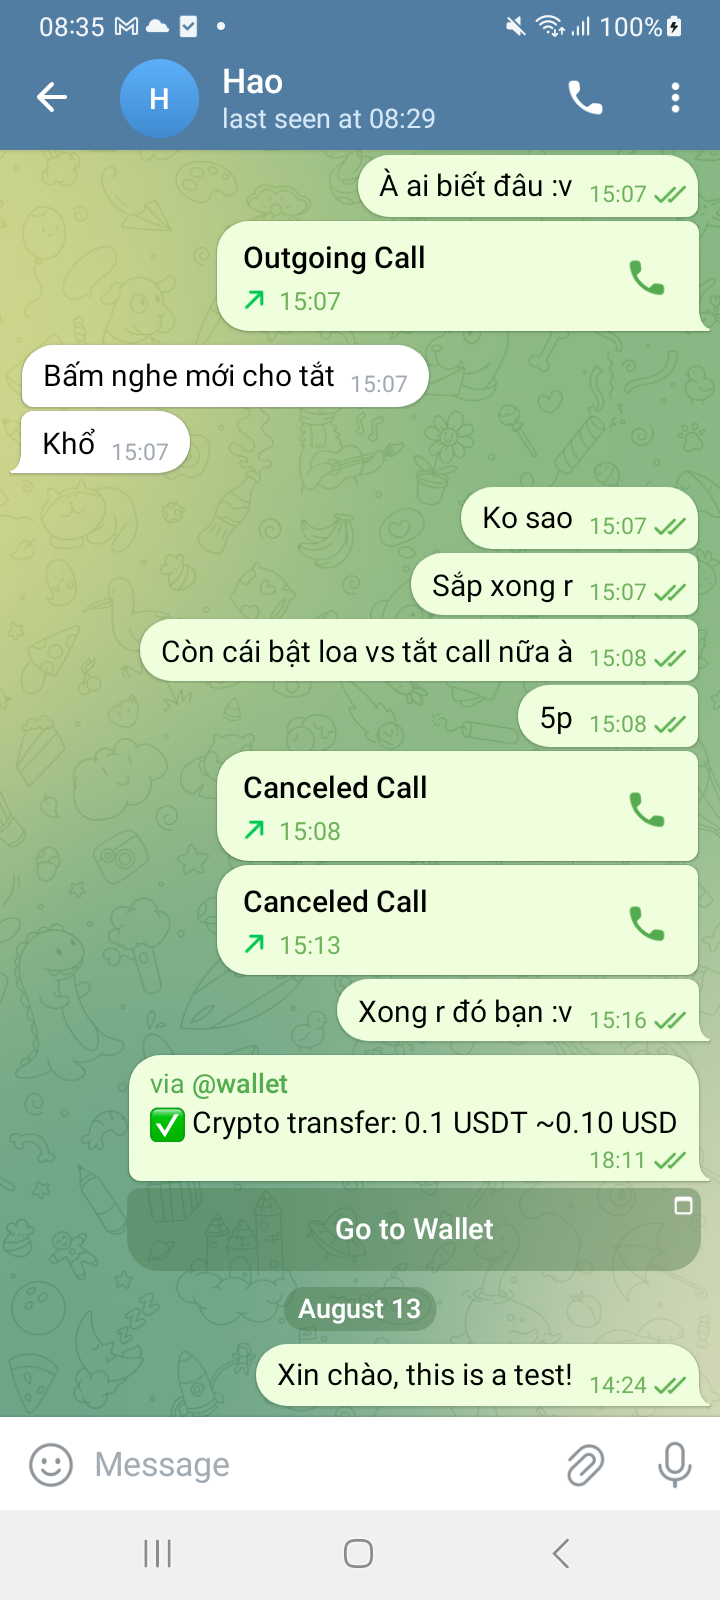 08:35
100%
H
Hao
last seen at 08:29
À ai biết đâu :v 15:07
Outgoing Call
15:07
Bấm nghe mới cho tắt 15:07
Khổ 15:07
Ko sao 15:07
Sắp xong r 15:07
Còn cái bật loa vs tắt call nữa à 15:08
5p 15:08
Canceled Call
15:08
Canceled Call
15:13
Xong r đó bạn :v 15:16
via @wallet
Crypto transfer: 0.1 USDT ~0.10 USD
18:11
Go to Wallet
August 13
Xin chào, this is a test! 14:24
Message